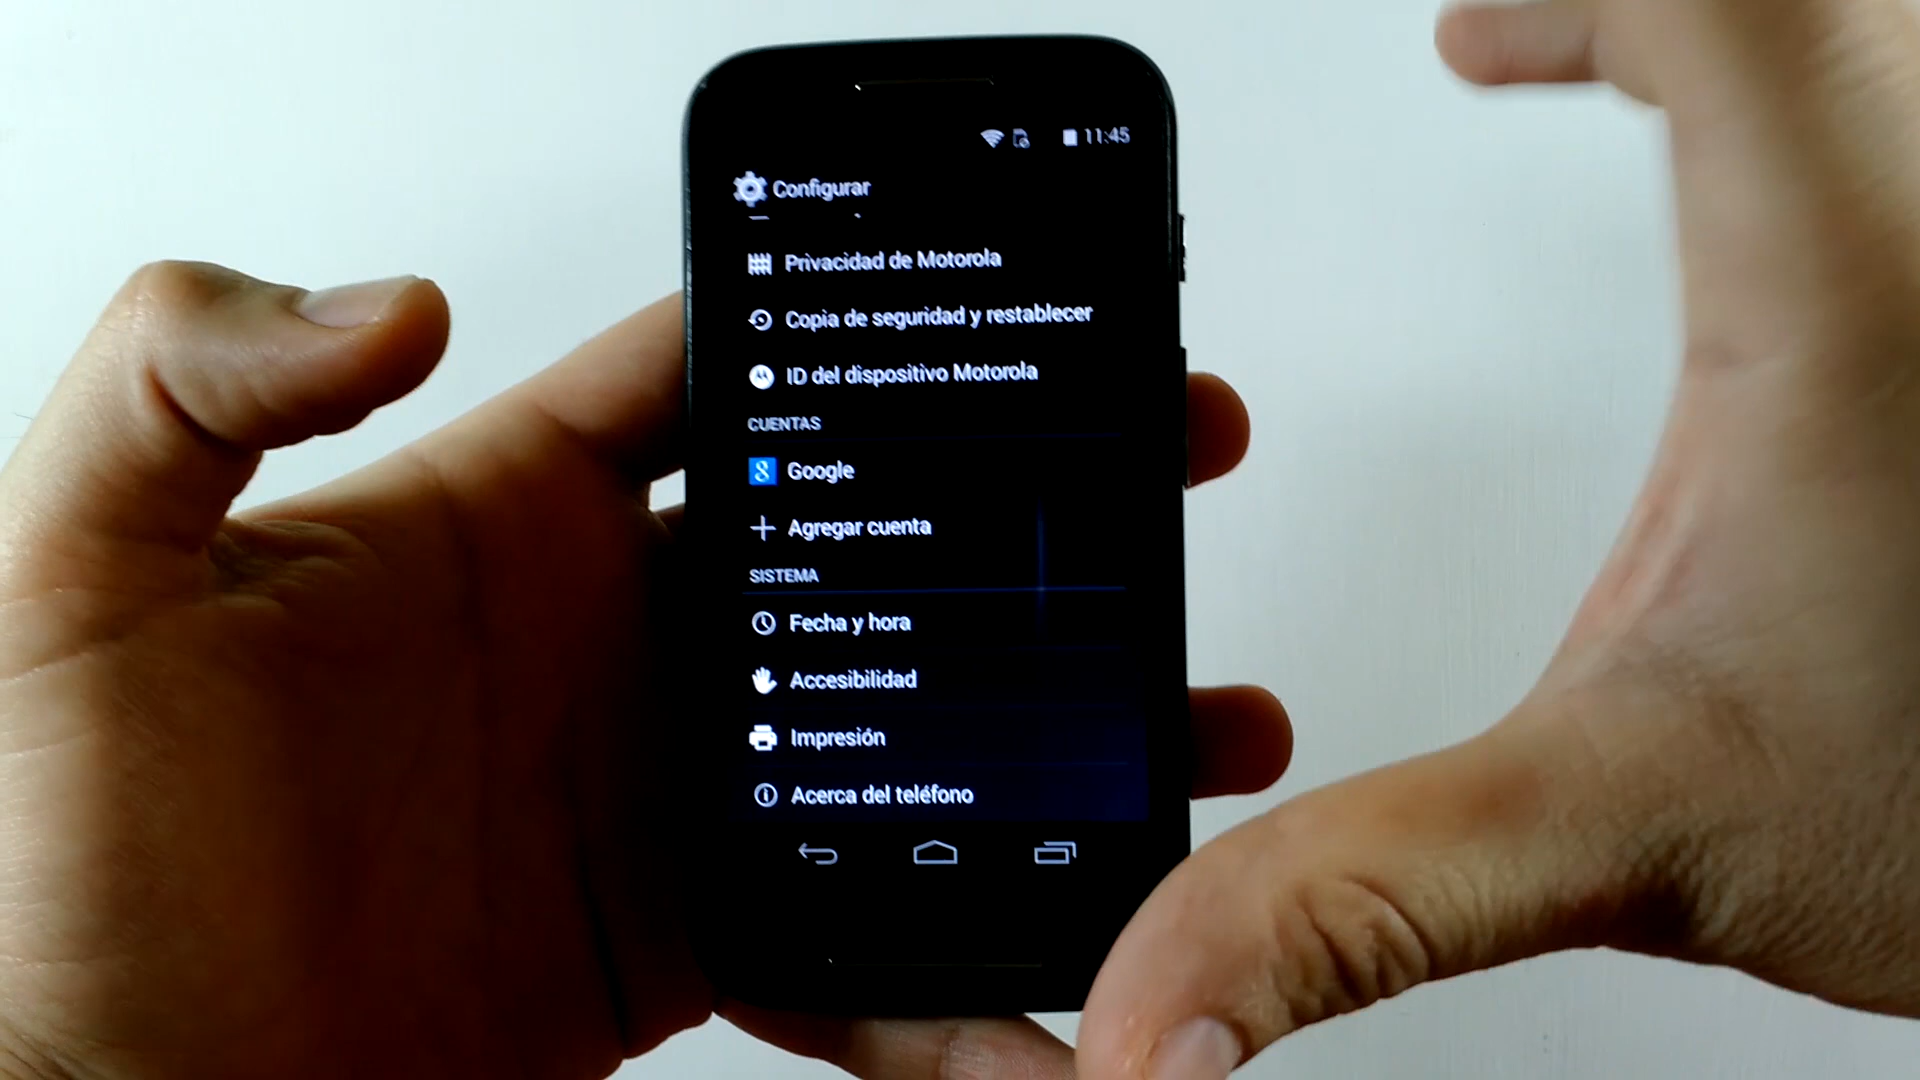 11:45
Configurar
Privacidad de Motorola
Copia de seguridad y restablecer
ID del dispositivo Motorola
CUENTAS
Google
Agregar cuenta
SISTEMA
Fecha y hora
Accesibilidad
Impresión
Acerca del teléfono